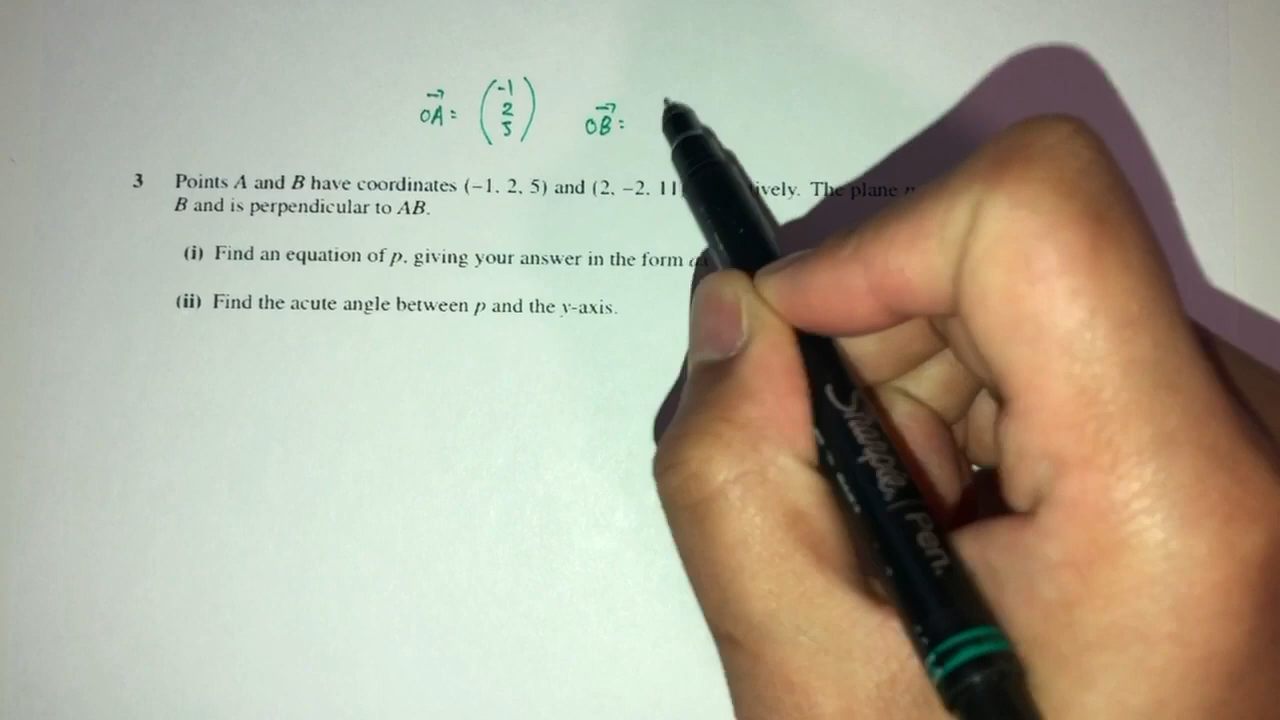 OA = (-1 2 5) OB =
3 Points A and B have coordinates (−1, 2, 5) and (2, −2, 11 The plane
B and is perpendicular to AB.
(i) Find an equation of p, giving your answer in the form
(ii) Find the acute angle between p and the y-axis.
Sharpie Pen.